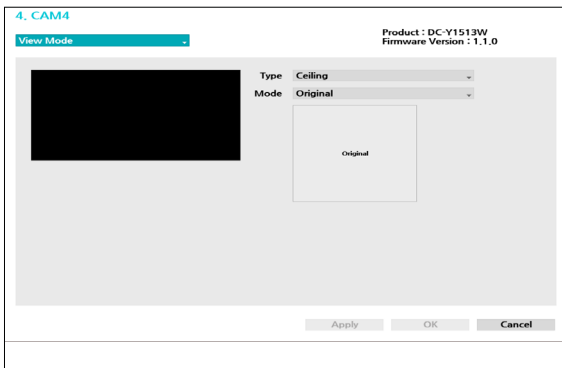 4. CAM4
View Mode
Product : DC-Y1513W
Firmware Version : 1.1.0
Type Ceiling
Mode Original
Original
Apply OK Cancel